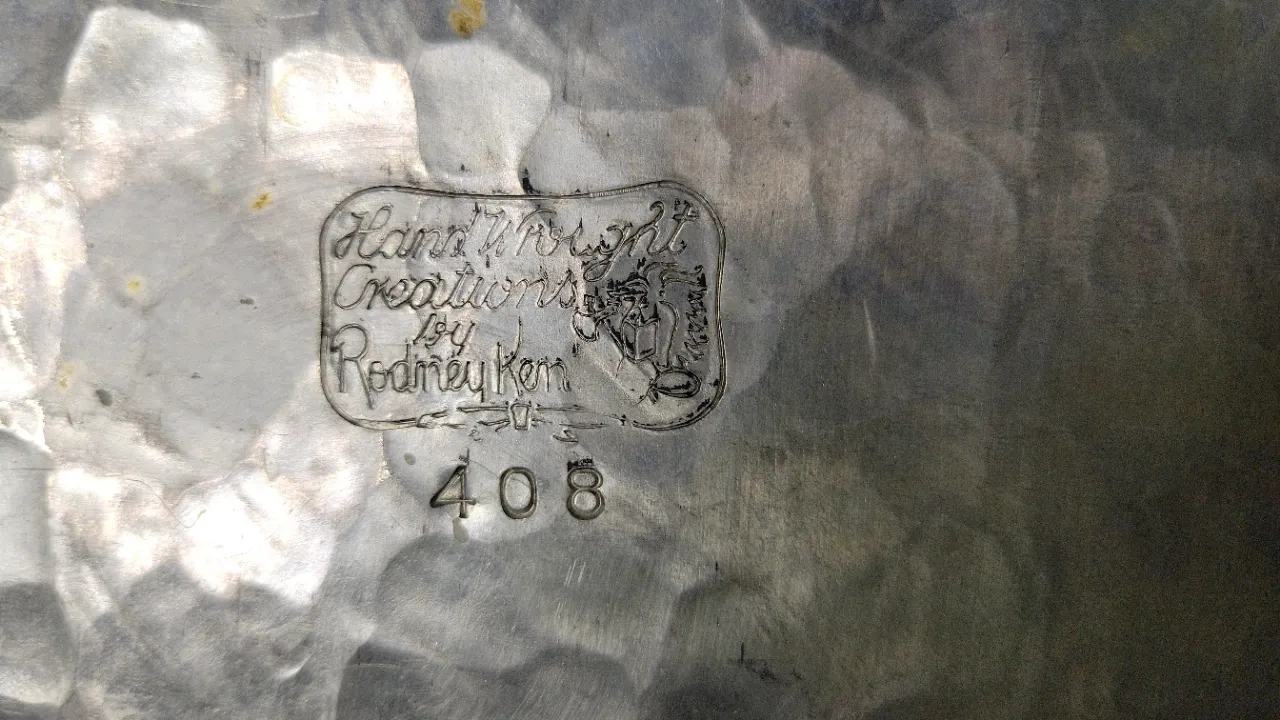 Hand Wrought
Creations
by
Rodney Kent
408